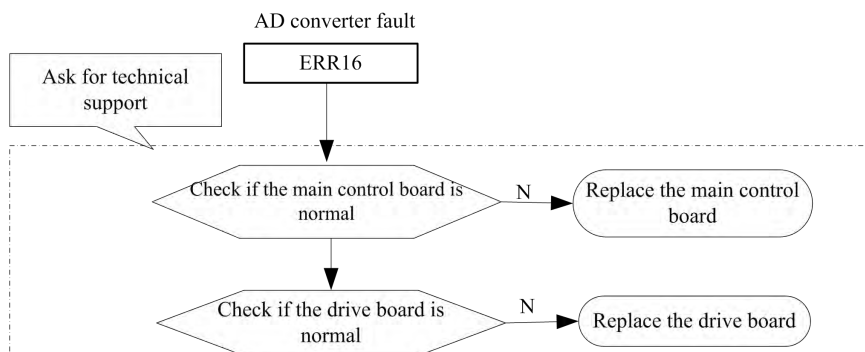 AD converter fault
ERR16
Ask for technical
support
Check if the main control board is
normal
N
Replace the main control
board
Check if the drive board is
normal
N
Replace the drive board